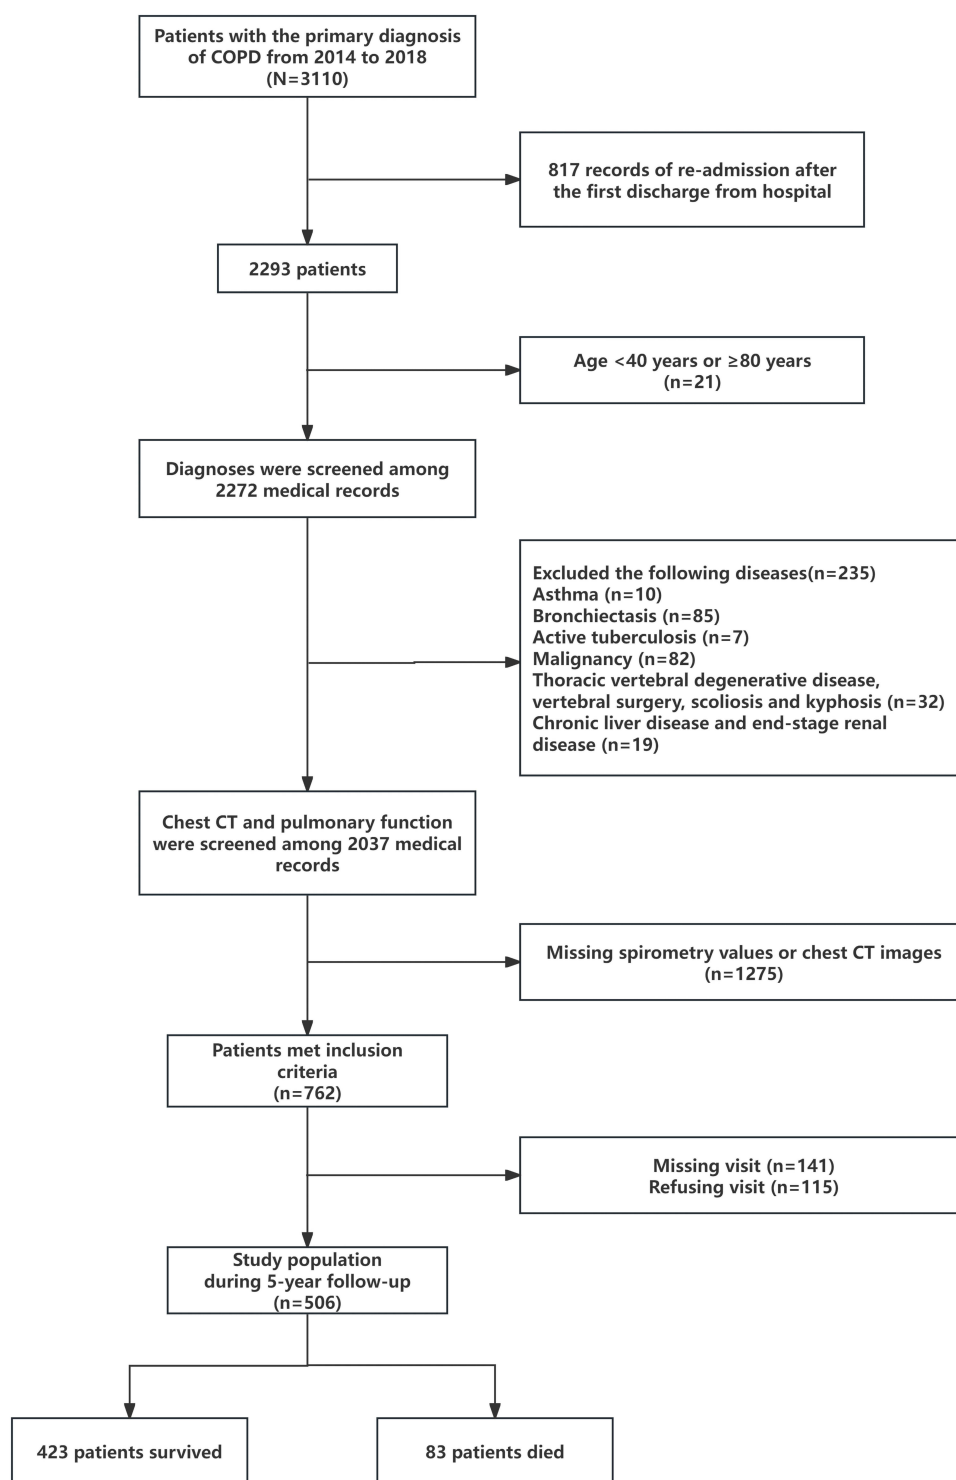 Patients with the primary diagnosis
of COPD from 2014 to 2018
(N=3110)
817 records of re-admission after
the first discharge from hospital
2293 patients
Age <40 years or ≥80 years
(n=21)
Diagnoses were screened among
2272 medical records
Excluded the following diseases(n=235)
Asthma (n=10)
Bronchiectasis (n=85)
Active tuberculosis (n=7)
Malignancy (n=82)
Thoracic vertebral degenerative disease,
vertebral surgery, scoliosis and kyphosis (n=32)
Chronic liver disease and end-stage renal
disease (n=19)
Chest CT and pulmonary function
were screened among 2037 medical
records
Missing spirometry values or chest CT images
(n=1275)
Patients met inclusion
criteria
(n=762)
Missing visit (n=141)
Refusing visit (n=115)
Study population
during 5-year follow-up
(n=506)
423 patients survived
83 patients died